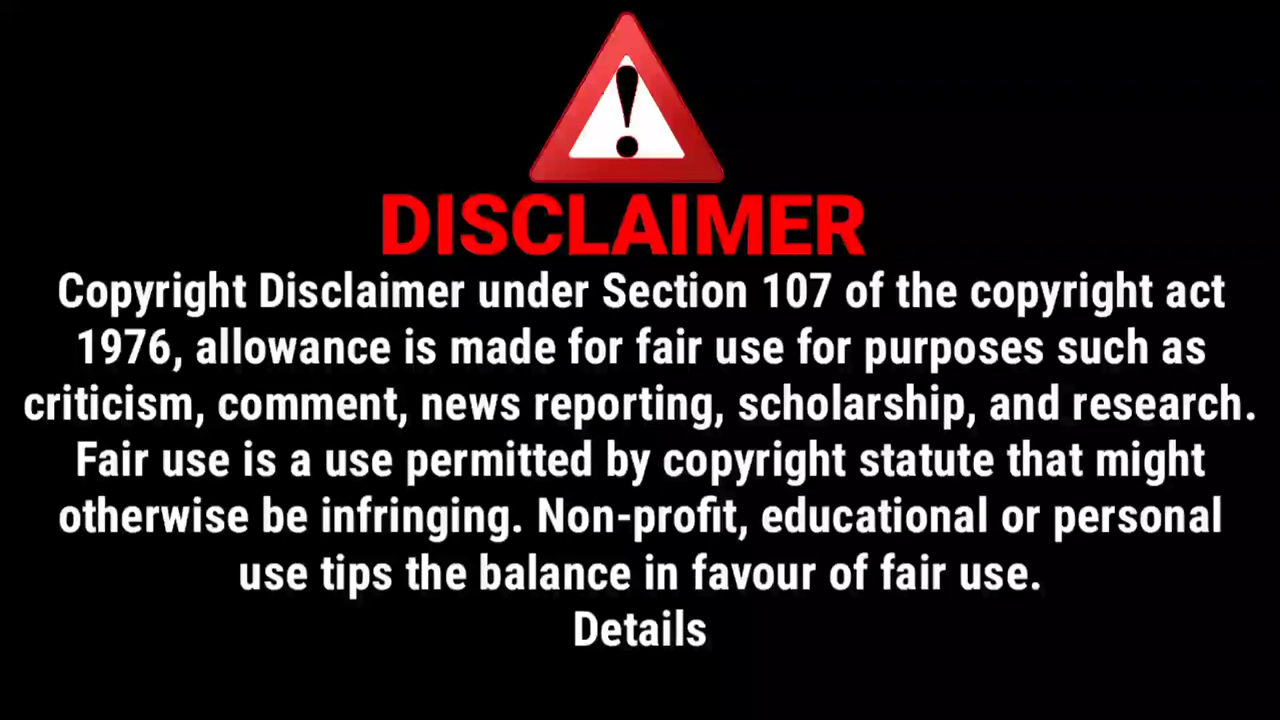 DISCLAIMER
Copyright Disclaimer under Section 107 of the copyright act
1976, allowance is made for fair use for purposes such as
criticism, comment, news reporting, scholarship, and research.
Fair use is a use permitted by copyright statute that might
otherwise be infringing. Non-profit, educational or personal
use tips the balance in favour of fair use.
Details